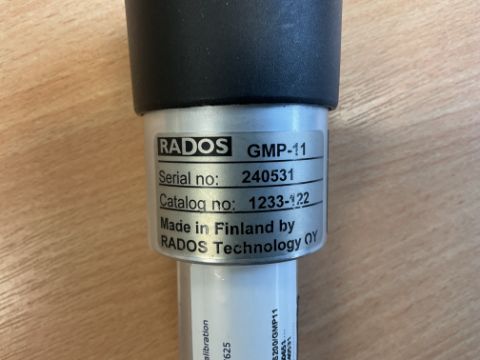 RADOS GMP-11
Serial no: 240531
Catalog no: 1233-122
Made in Finland by
RADOS Technology OY